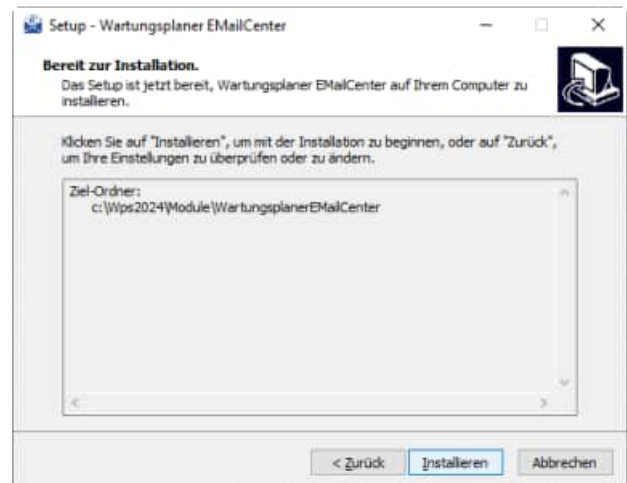 Setup - Wartungsplaner EMailCenter
Bereit zur Installation.
Das Setup ist jetzt bereit, Wartungsplaner EMailCenter auf Ihrem Computer zu
installieren.
Klicken Sie auf "Installieren", um mit der Installation zu beginnen, oder auf "Zurück",
um Ihre Einstellungen zu überprüfen oder zu ändern.
Ziel-Ordner:
c:\Wps2024\Module\WartungsplanerEMailCenter
< Zurück
Installieren
Abbrechen